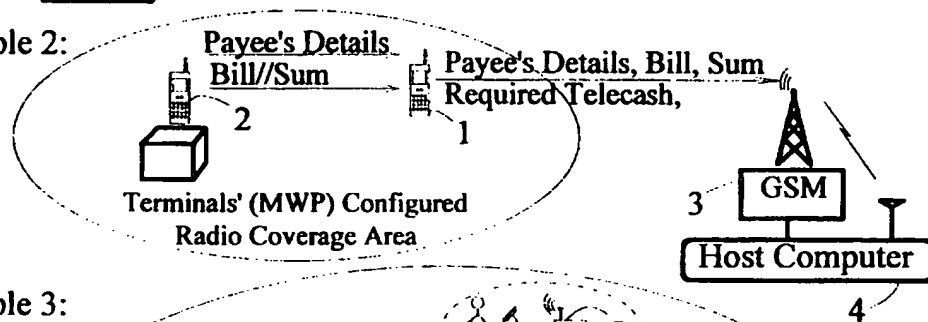 ple 2:
Payee's Details
Bill//Sum
2
1
Payee's Details, Bill, Sum
Required Telecash,
Terminals' (MWP) Configured
Radio Coverage Area
3
GSM
Host Computer
4
ple 3: